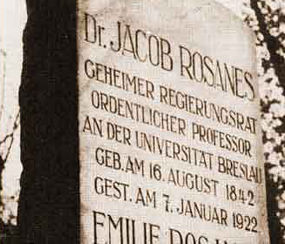 Dr. JACOB ROSANES
GEHEIMER REGIERUNGSRAT
ORDENTLICHER PROFESSOR
AN DER UNIVERSITÄT BRESLAU
GEB. AM 16. AUGUST 1842
GEST. AM 7. JANUAR 1922
EMILIE